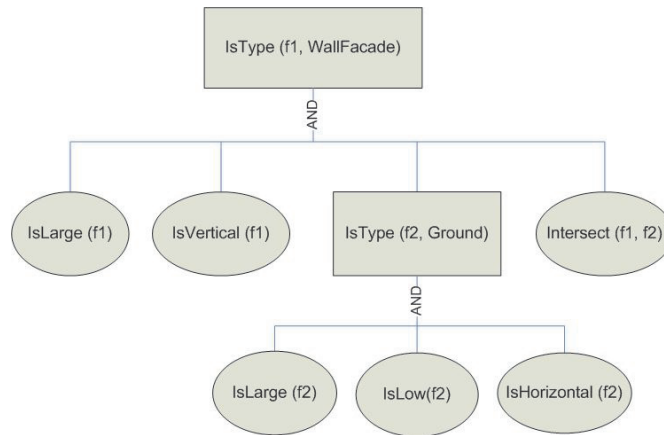 IsType (f1, WallFacade)
AND
IsLarge (f1)
IsVertical (f1)
IsType (f2, Ground)
Intersect (f1, f2)
AND
IsLarge (f2)
IsLow(f2)
IsHorizontal (f2)